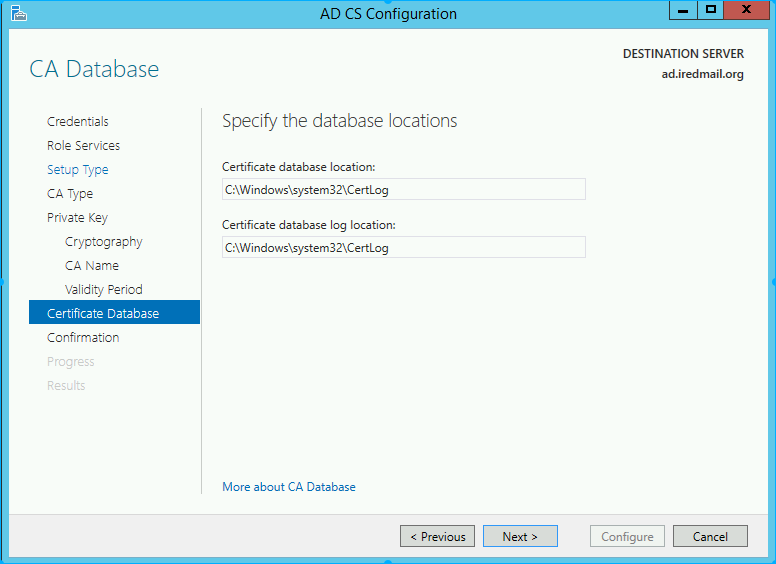 AD CS Configuration
CA Database
DESTINATION SERVER
ad.iredmail.org
Credentials
Role Services
Setup Type
CA Type
Private Key
Cryptography
CA Name
Validity Period
Certificate Database
Confirmation
Progress
Results
Specify the database locations
Certificate database location:
C:\Windows\system32\CertLog
Certificate database log location:
C:\Windows\system32\CertLog
More about CA Database
< Previous
Next >
Configure
Cancel